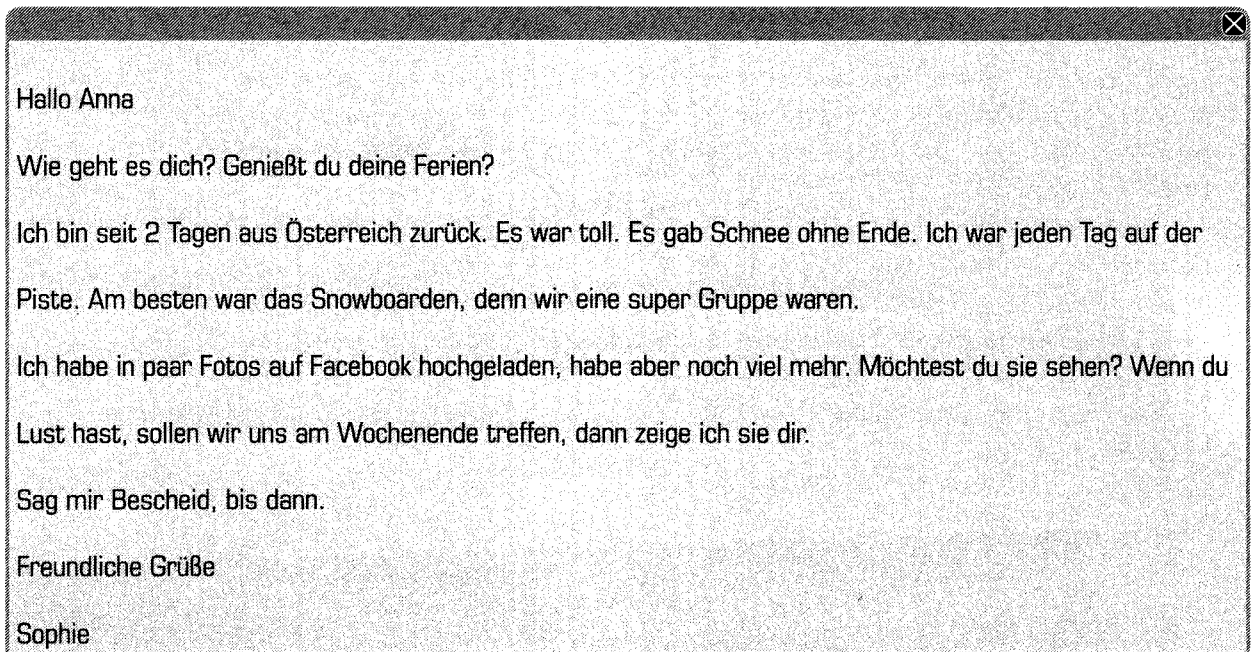 Hallo Anna
Wie geht es dich? Genießt du deine Ferien?
Ich bin seit 2 Tagen aus Österreich zurück. Es war toll. Es gab Schnee ohne Ende. Ich war jeden Tag auf der
Piste. Am besten war das Snowboarden, denn wir eine super Gruppe waren.
Ich habe in paar Fotos auf Facebook hochgeladen, habe aber noch viel mehr. Möchtest du sie sehen? Wenn du
Lust hast, sollen wir uns am Wochenende treffen, dann zeige ich sie dir.
Sag mir Bescheid, bis dann.
Freundliche Grüße
Sophie